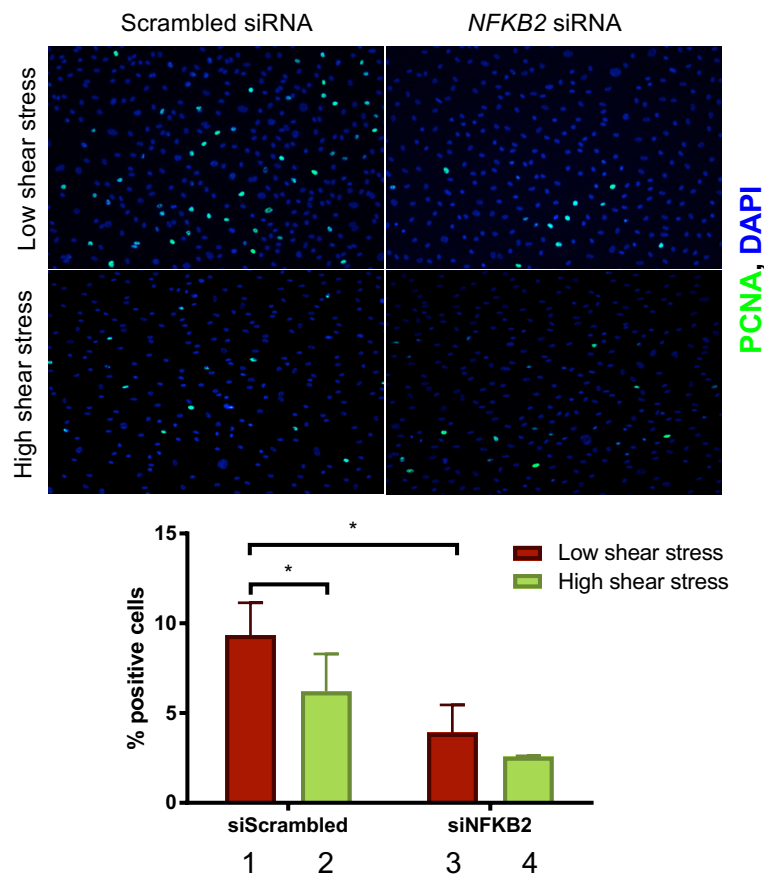 Scrambled siRNA
NFKB2 siRNA
Low shear stress
High shear stress
PCNA, DAPI
15
10
5
0
% positive cells
*
*
Low shear stress
High shear stress
siScrambled
siNFKB2
1
2
3
4